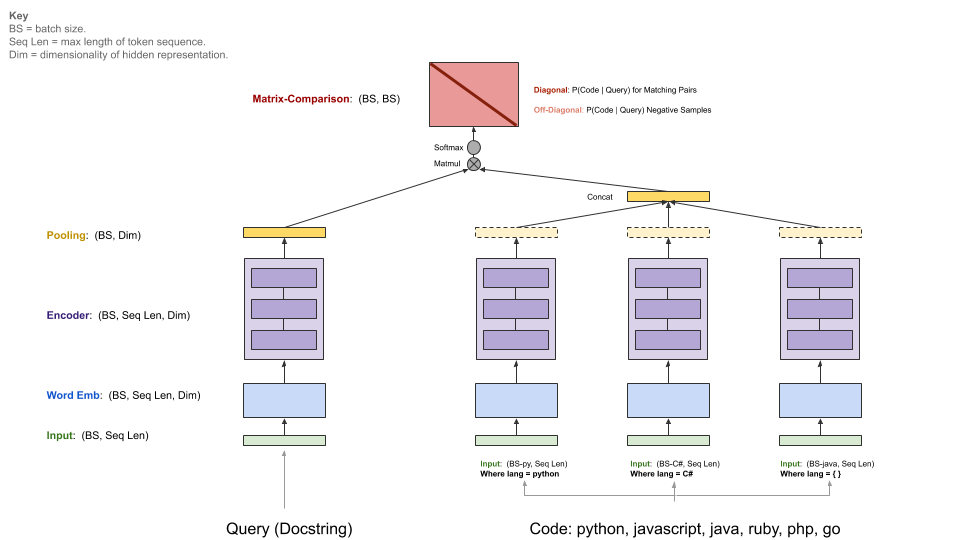 Key
BS = batch size.
Seq Len = max length of token sequence.
Dim = dimensionality of hidden representation.
Matrix-Comparison: (BS, BS)
Diagonal: P(Code | Query) for Matching Pairs
Off-Diagonal: P(Code | Query) Negative Samples
Softmax
Matmul
Concat
Pooling: (BS, Dim)
Encoder: (BS, Seq Len, Dim)
Word Emb: (BS, Seq Len, Dim)
Input: (BS, Seq Len)
Input: (BS-py, Seq Len)
Where lang = python
Input: (BS-C#, Seq Len)
Where lang = C#
Input: (BS-java, Seq Len)
Where lang = { }
Query (Docstring)
Code: python, javascript, java, ruby, php, go